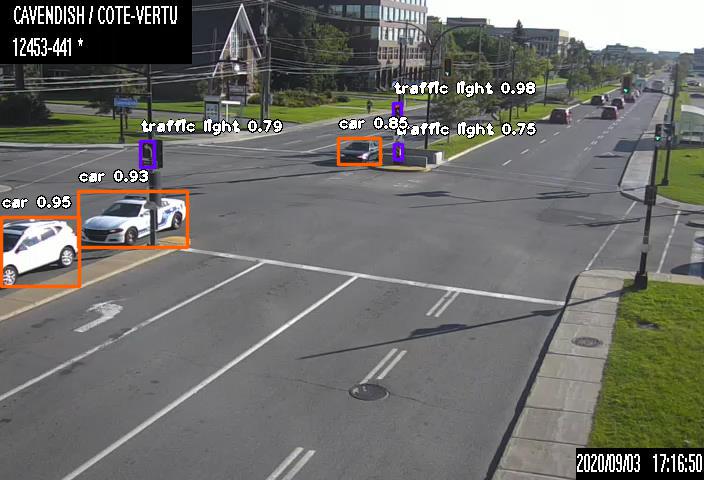 CAVENDISH / COTE-VERTU
12453-441 *
traffic light 0.98
traffic light 0.79
car 0.85
traffic light 0.75
car 0.93
car 0.95
2020/09/03 17:16:50